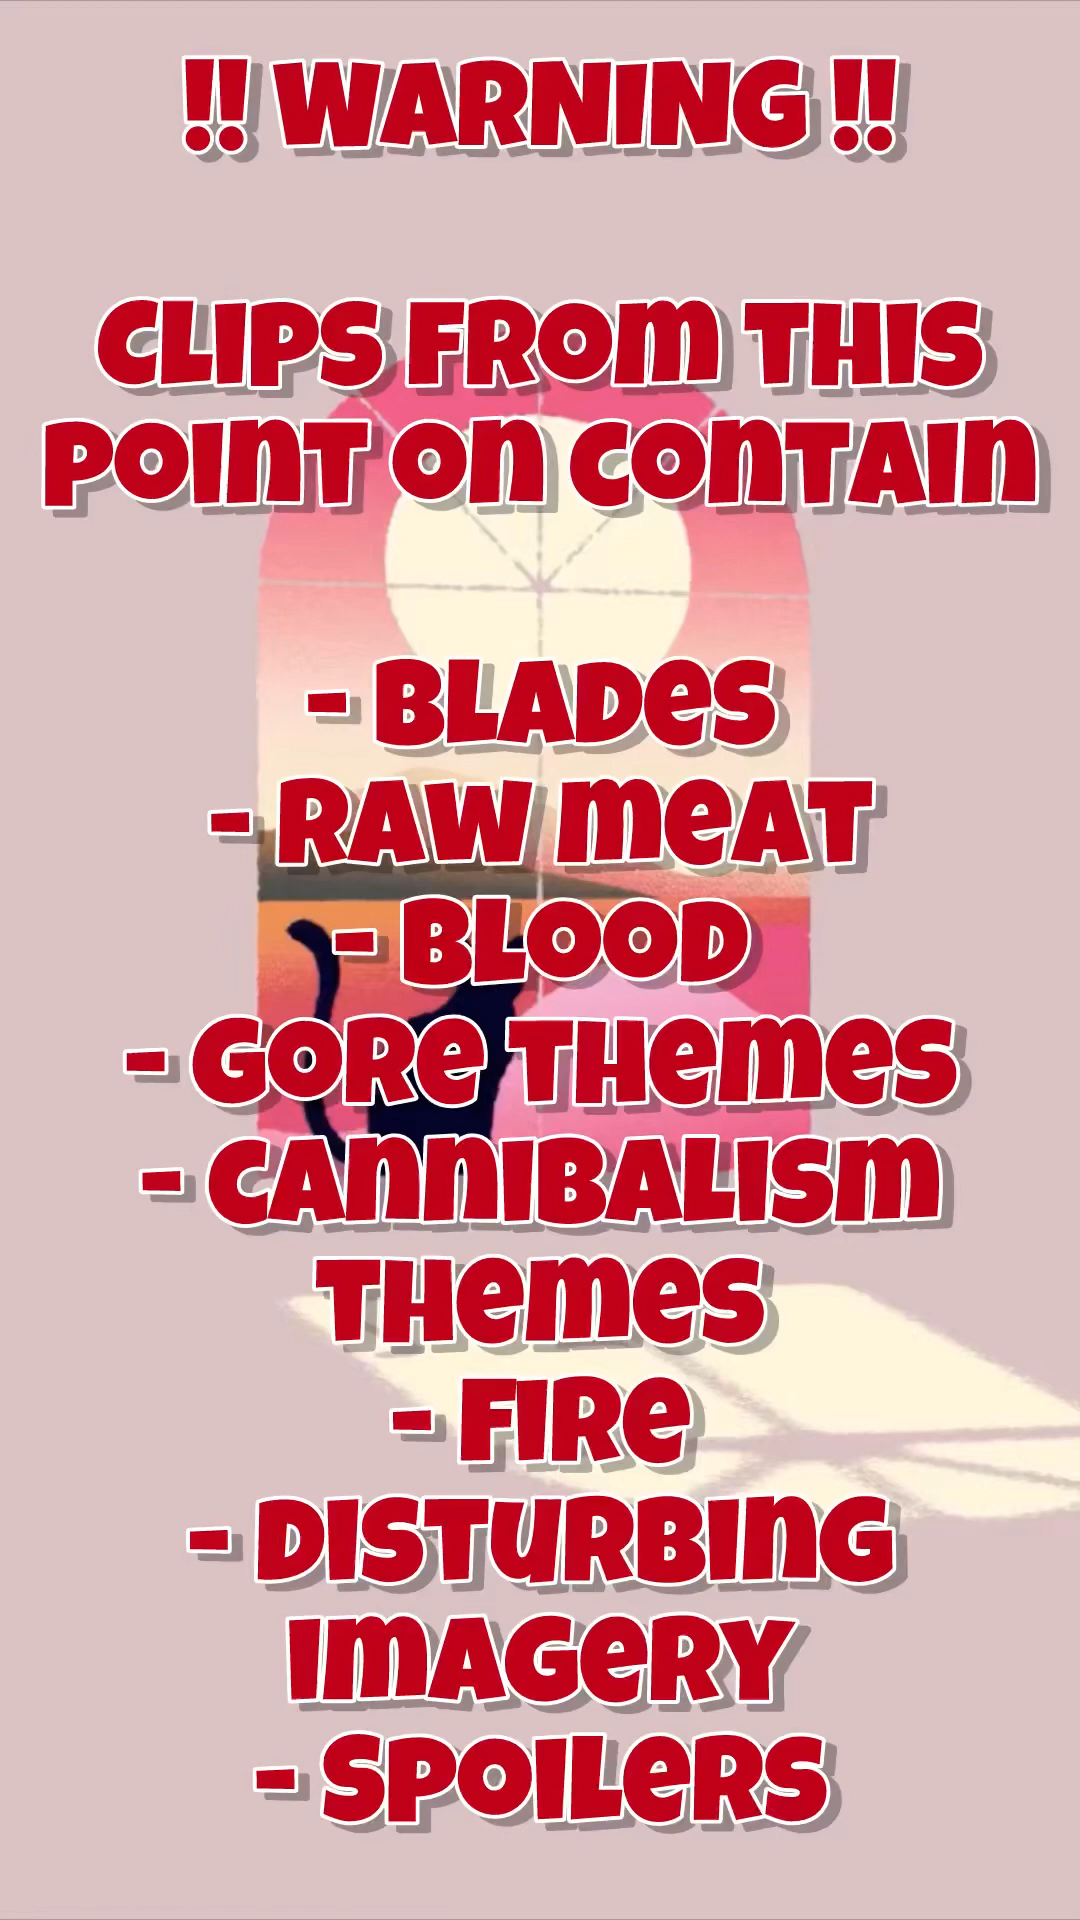 !! WARNING !!
CLIPS FROM THIS
POINT ON CONTAIN
- BLADES
- RAW MEAT
- BLOOD
- GORE THEMES
- CANNIBALISM
THEMES
- FIRE
- DISTURBING
IMAGERY
- SPOILERS